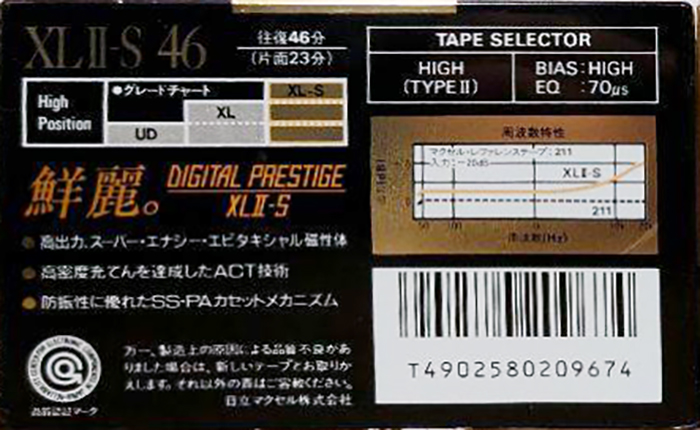 XLⅡ-S 46
往復46分
(片面23分)
High
Position
●グレードチャート
XL-S
XL
UD
鮮麗。
DIGITAL PRESTIGE
XLⅡ-S
●高出力、スーパー・エナジー・エピタキシャル磁性体
●高密度充てんを達成したACT技術
●防振性に優れたSS-PAカセットメカニズム
万一、製造上の原因による品質不良があ
りました場合は、新しいテープとお取りか
えします。それ以外の責はご容赦ください。
日立マクセル株式会社
TAPE SELECTOR
HIGH
(TYPEⅡ)
BIAS:HIGH
EQ :70μs
周波数特性
マクセル・レファレンステープ:211
入力:-20dB
XLⅡ-S
211
周波数(Hz)
T4902580209674